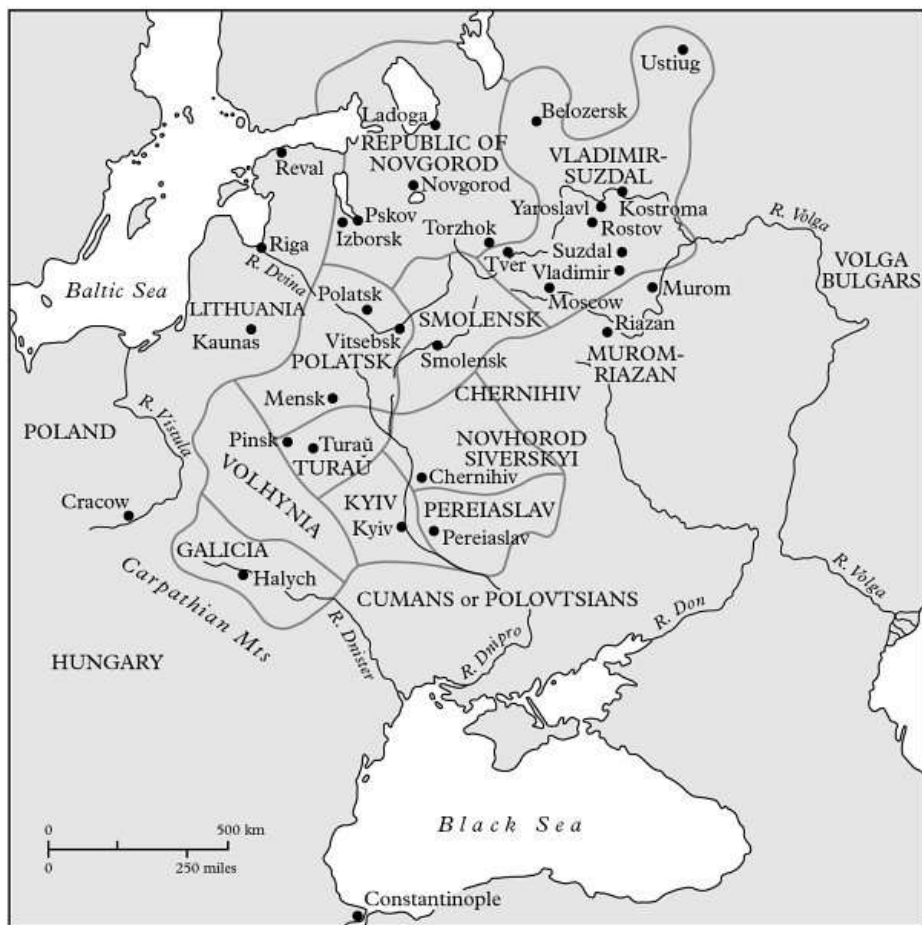 Ustiug
Belozersk
Ladoga
REPUBLIC OF
NOVGOROD
VLADIMIR-
SUZDAL
Reval
Novgorod
Yaroslavl
Kostroma
Pskov
Izborsk
Rostov
R. Volga
Torzhok
Riga
Tver
Suzdal
VOLGA
BULGARS
R. Dvina
Vladimir
Baltic Sea
Polatsk
Moscow
Murom
LITHUANIA
SMOLENSK
Kaunas
Vitsebsk
Riazan
POLATSK
Smolensk
MUROM-
RIAZAN
Mensk
CHERNIHIV
POLAND
R. Vistula
Pinsk
Turaŭ
TURAŬ
NOVHOROD
SIVERSKYI
VOLHYNIA
Chernihiv
Cracow
KYIV
Kyiv
PEREIASLAV
Pereiaslav
GALICIA
Halych
Carpathian Mts
CUMANS or POLOVTSIANS
R. Volga
R. Don
HUNGARY
R. Dnister
R. Dnipro
Black Sea
0 500 km
0 250 miles
Constantinople